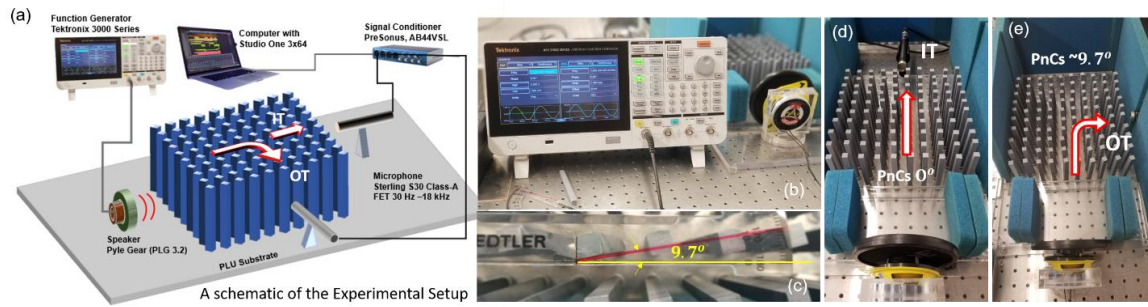 (a)
Function Generator
Tektronix 3000 Series
Computer with
Studio One 3x64
Signal Conditioner
PreSonus, AB44VSL
IT
OT
Microphone
Sterling S30 Class-A
FET 30 Hz –18 kHz
Speaker
Pyle Gear (PLG 3.2)
PLU Substrate
A schematic of the Experimental Setup
Tektronix
(b)
EDTLER
9.7°
(c)
(d)
IT
PnCs 0°
(e)
PnCs ~9.7°
OT